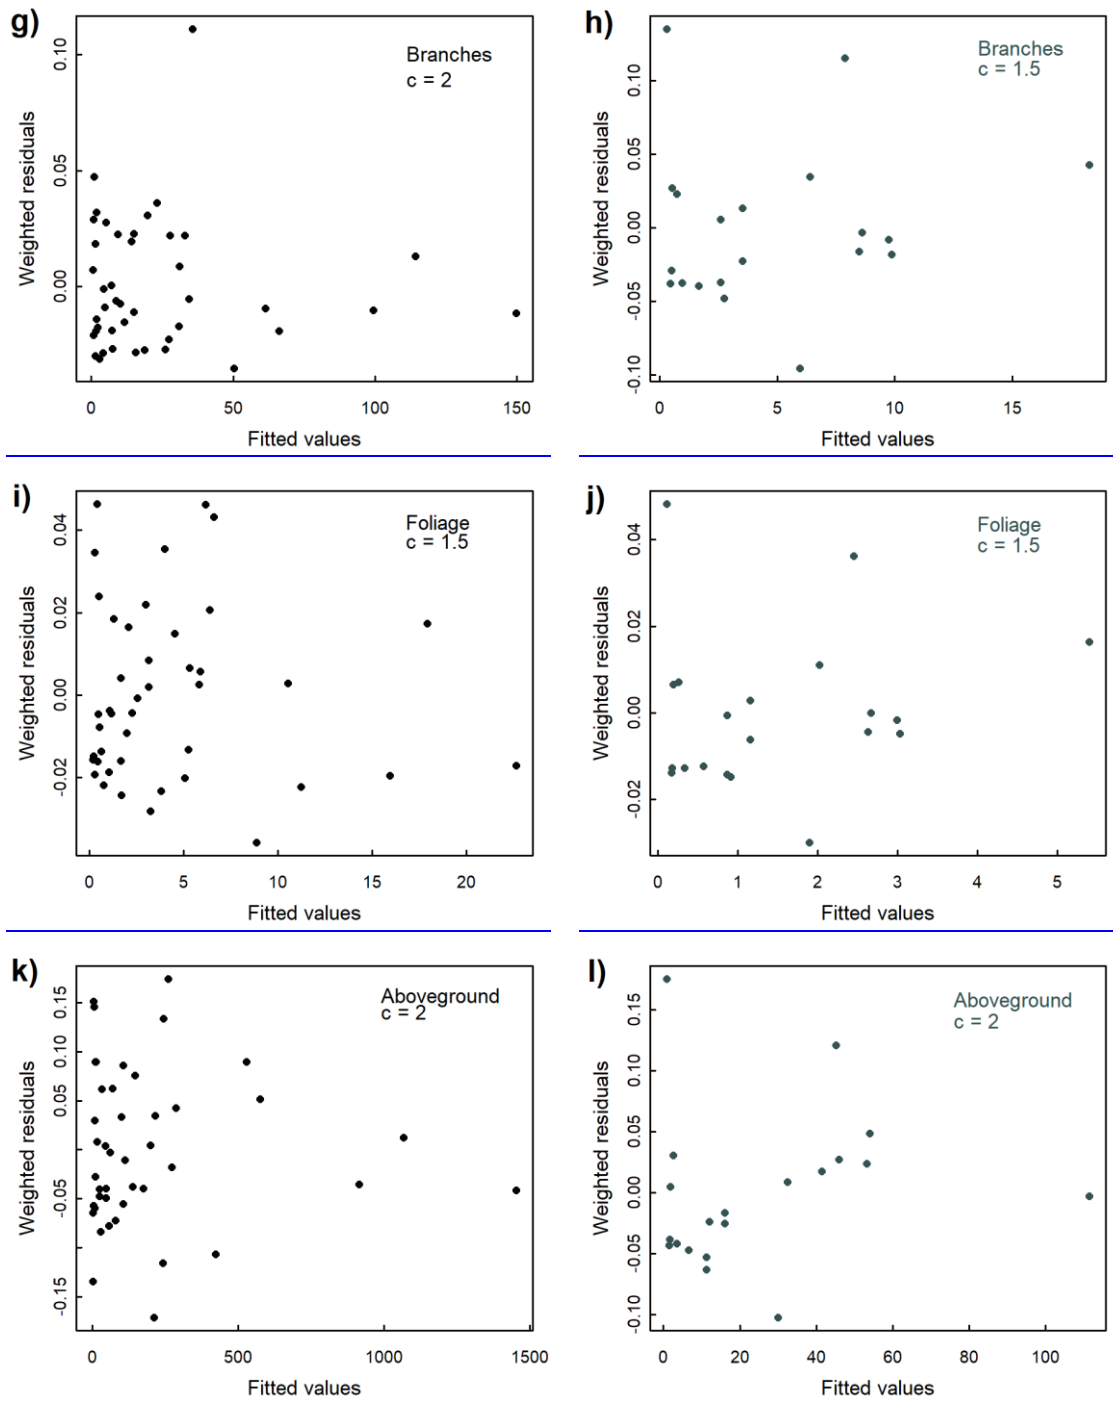 g)
Branches
c = 2
Weighted residuals
0.00
0.05
0.10
0
50
100
150
Fitted values
h)
Branches
c = 1.5
Weighted residuals
-0.10
-0.05
0.00
0.05
0.10
0
5
10
15
Fitted values
i)
Foliage
c = 1.5
Weighted residuals
-0.02
0.00
0.02
0.04
0
5
10
15
20
Fitted values
j)
Foliage
c = 1.5
Weighted residuals
-0.02
0.00
0.02
0.04
0
1
2
3
4
5
Fitted values
k)
Aboveground
c = 2
Weighted residuals
-0.15
-0.05
0.05
0.10
0.15
0
500
1000
1500
Fitted values
l)
Aboveground
c = 2
Weighted residuals
-0.10
-0.05
0.00
0.05
0.10
0.15
0
20
40
60
80
100
Fitted values